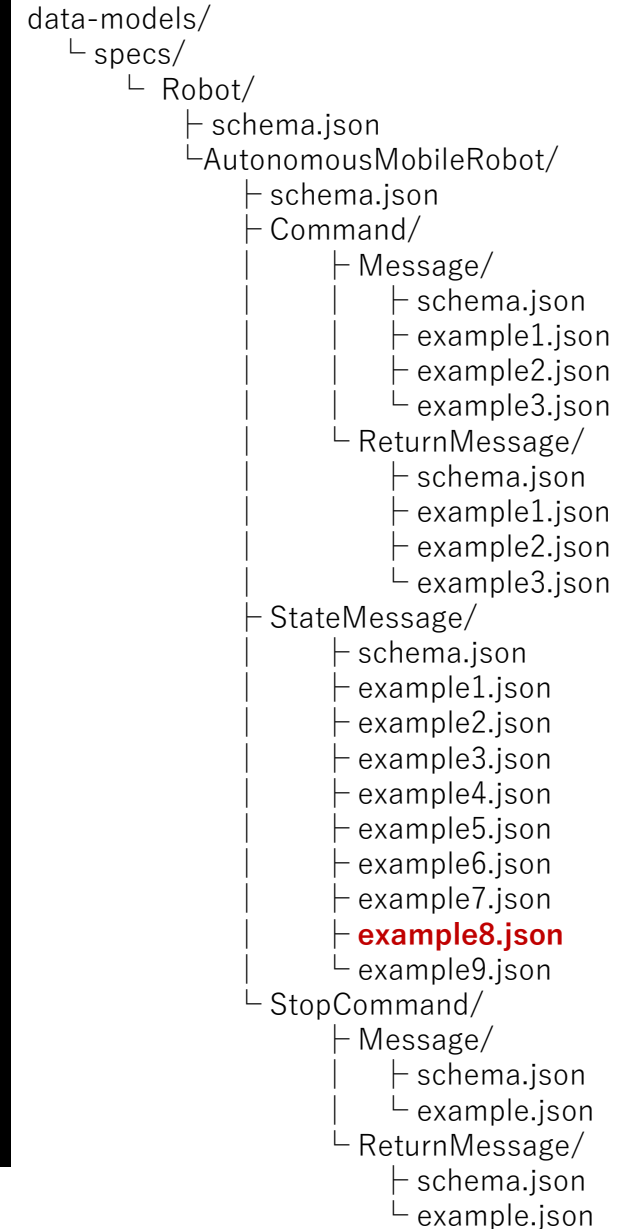 data-models/
└ specs/
└ Robot/
├ schema.json
└AutonomousMobileRobot/
├ schema.json
├ Command/
│ ├ Message/
│ │ ├ schema.json
│ │ ├ example1.json
│ │ ├ example2.json
│ │ └ example3.json
│ └ ReturnMessage/
│ ├ schema.json
│ ├ example1.json
│ ├ example2.json
│ └ example3.json
├ StateMessage/
│ ├ schema.json
│ ├ example1.json
│ ├ example2.json
│ ├ example3.json
│ ├ example4.json
│ ├ example5.json
│ ├ example6.json
│ ├ example7.json
│ ├ example8.json
│ └ example9.json
└ StopCommand/
├ Message/
│ ├ schema.json
│ └ example.json
└ ReturnMessage/
├ schema.json
└ example.json